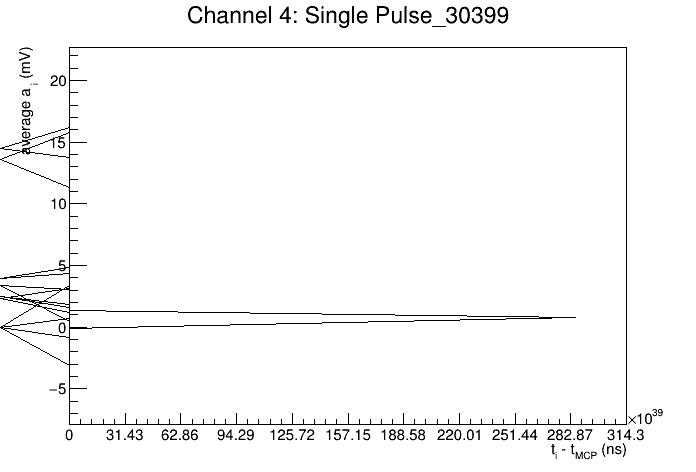 Channel 4: Single Pulse_30399
average a i (mV)
20
15
10
5
0
−5
×10^39
0 31.43 62.86 94.29 125.72 157.15 188.58 220.01 251.44 282.87 314.3
t_i - t_MCP (ns)